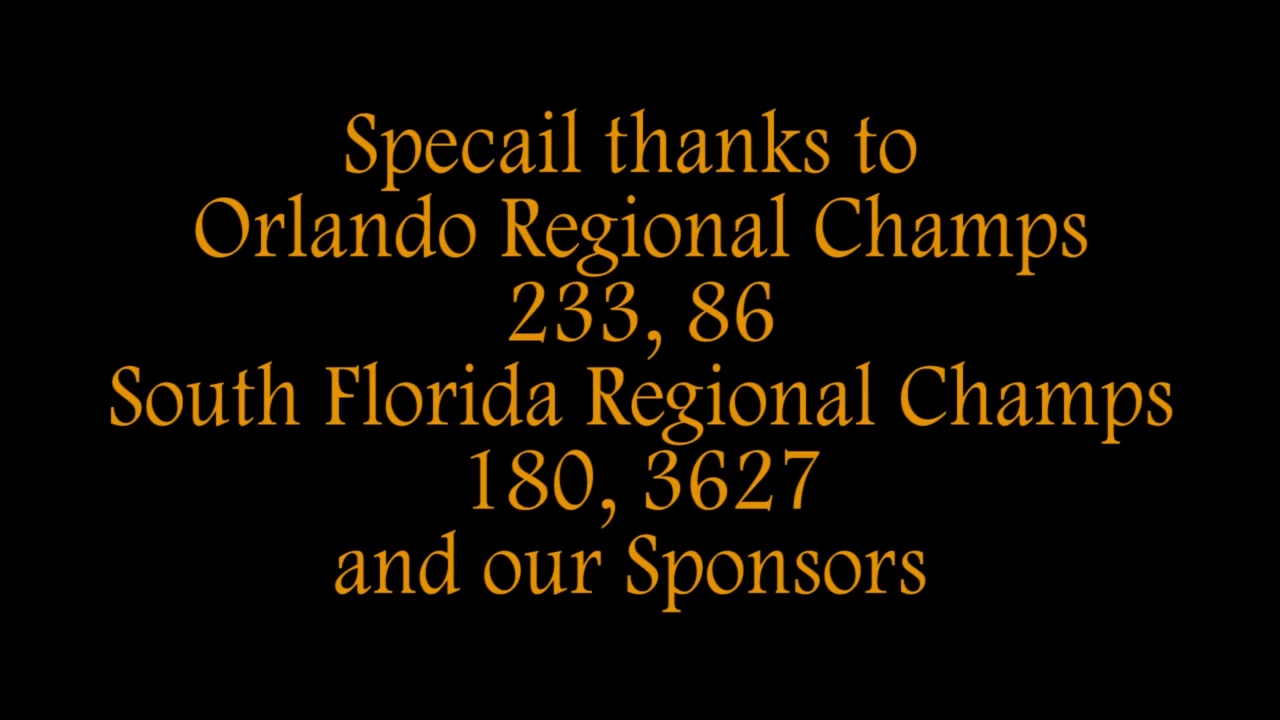 Specail thanks to
Orlando Regional Champs
233, 86
South Florida Regional Champs
180, 3627
and our Sponsors